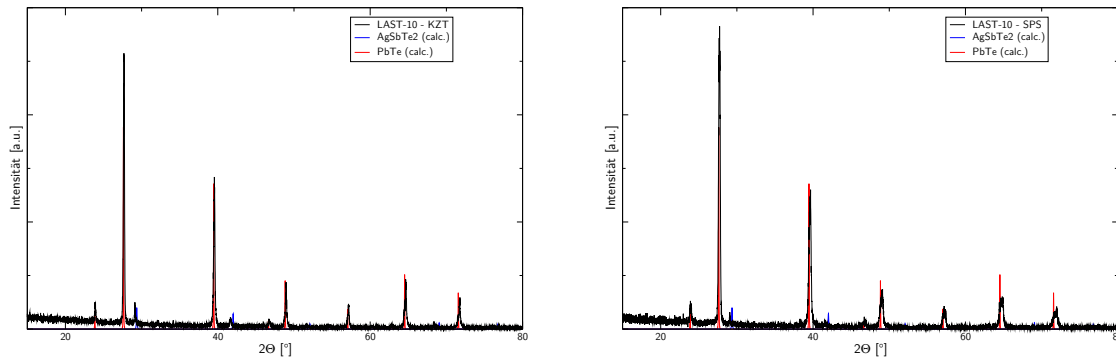 LAST-10 - KZT
AgSbTe2 (calc.)
PbTe (calc.)
Intensität [a.u.]
20
40
60
80
2Θ [°]
LAST-10 - SPS
AgSbTe2 (calc.)
PbTe (calc.)
Intensität [a.u.]
20
40
60
80
2Θ [°]